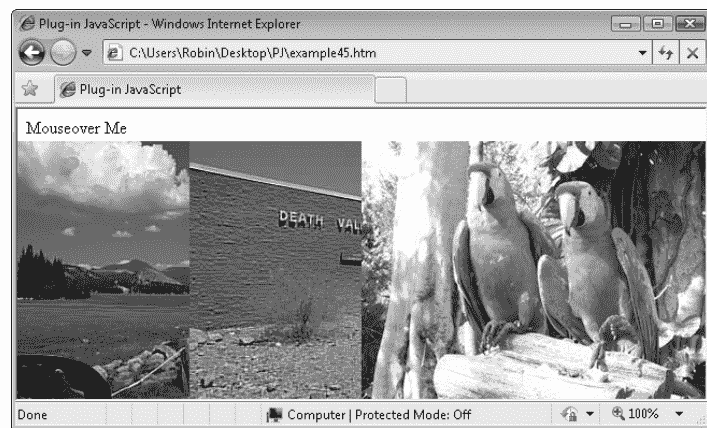 Plug-in JavaScript - Windows Internet Explorer
C:\Users\Robin\Desktop\PJ\example45.htm
Plug-in JavaScript
Mouseover Me
DEATH VAL
Done
Computer | Protected Mode: Off
100%